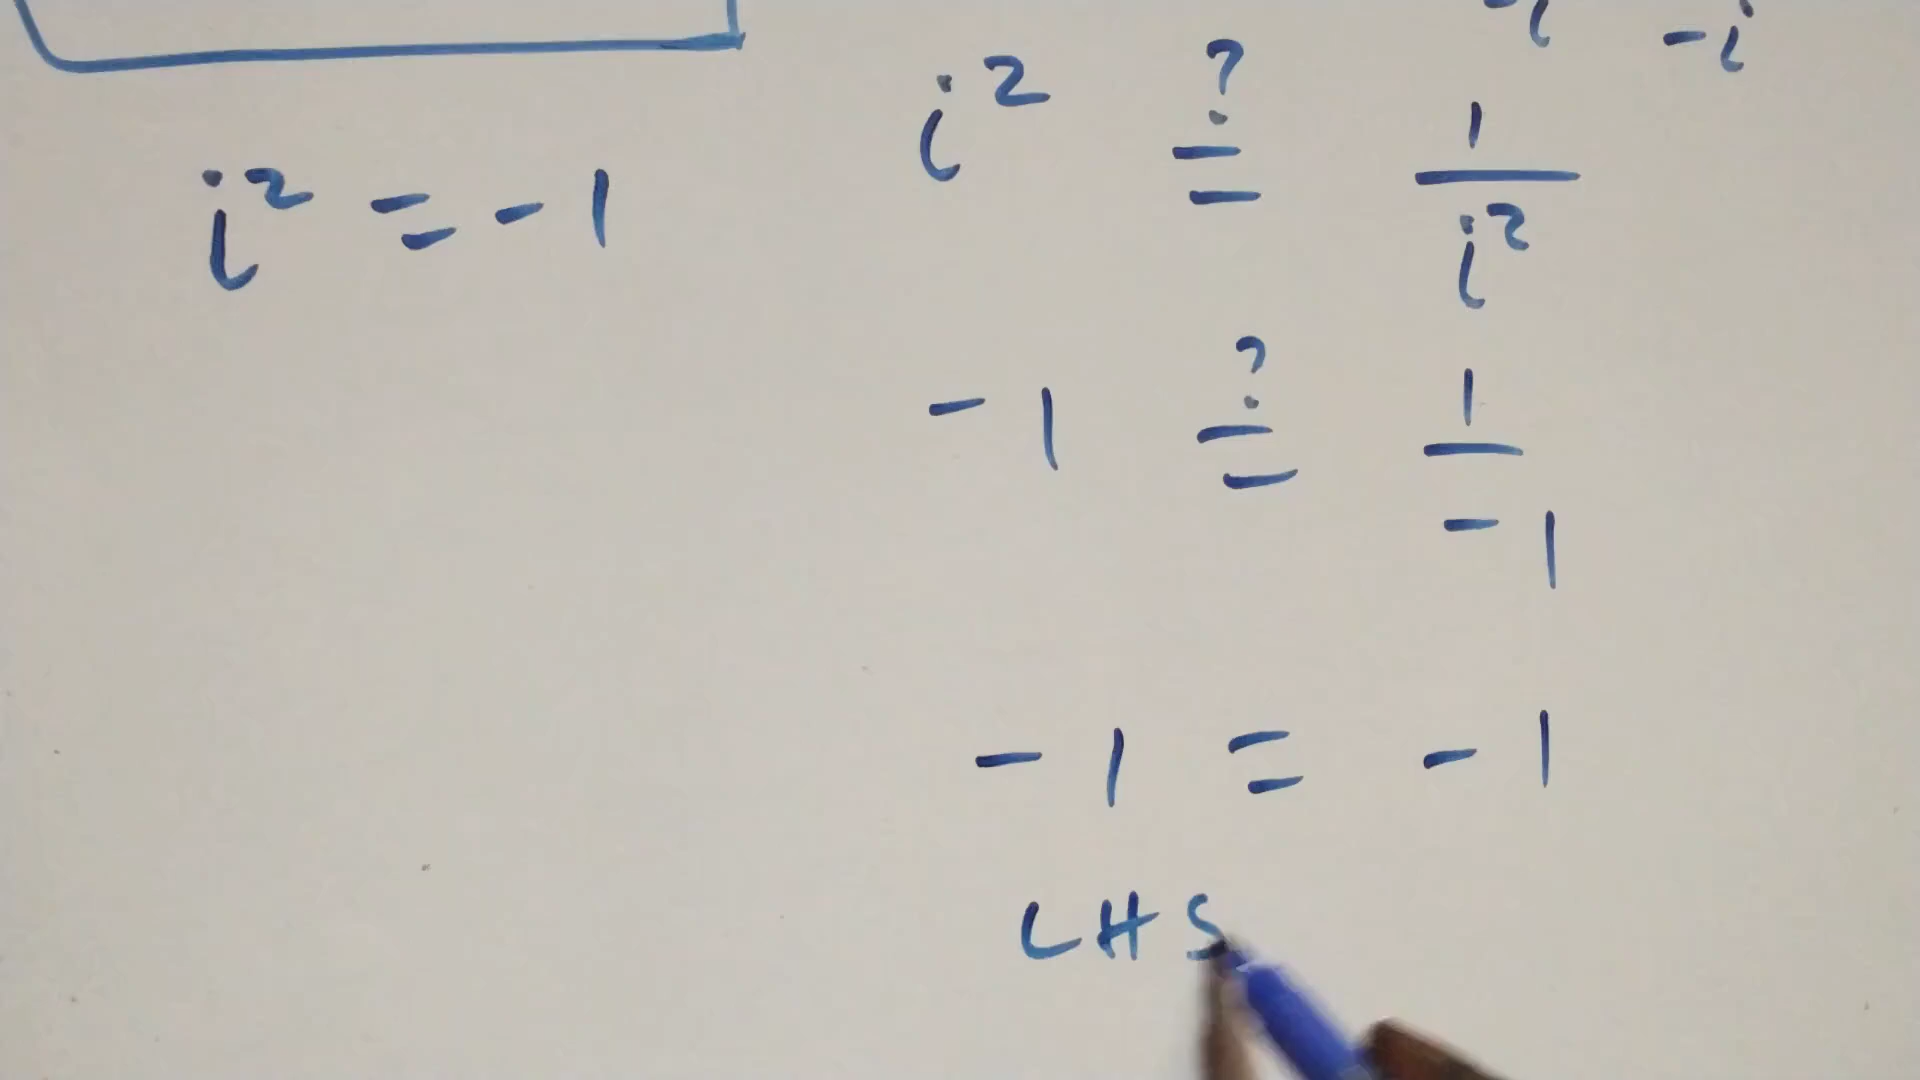 -i -i
i² ?= 1/i²
i² = -1
-1 ?= 1/-1
-1 = -1
LHS